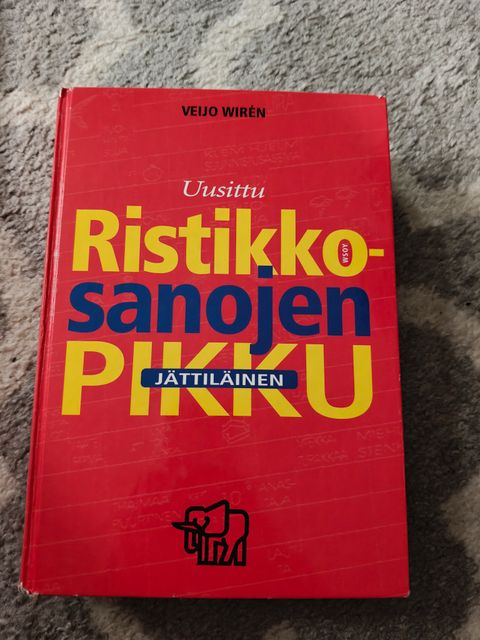 VEIJO WIRÉN
Uusittu
Ristikko-
WSOY
sanojen
PIKKU
JÄTTILÄINEN